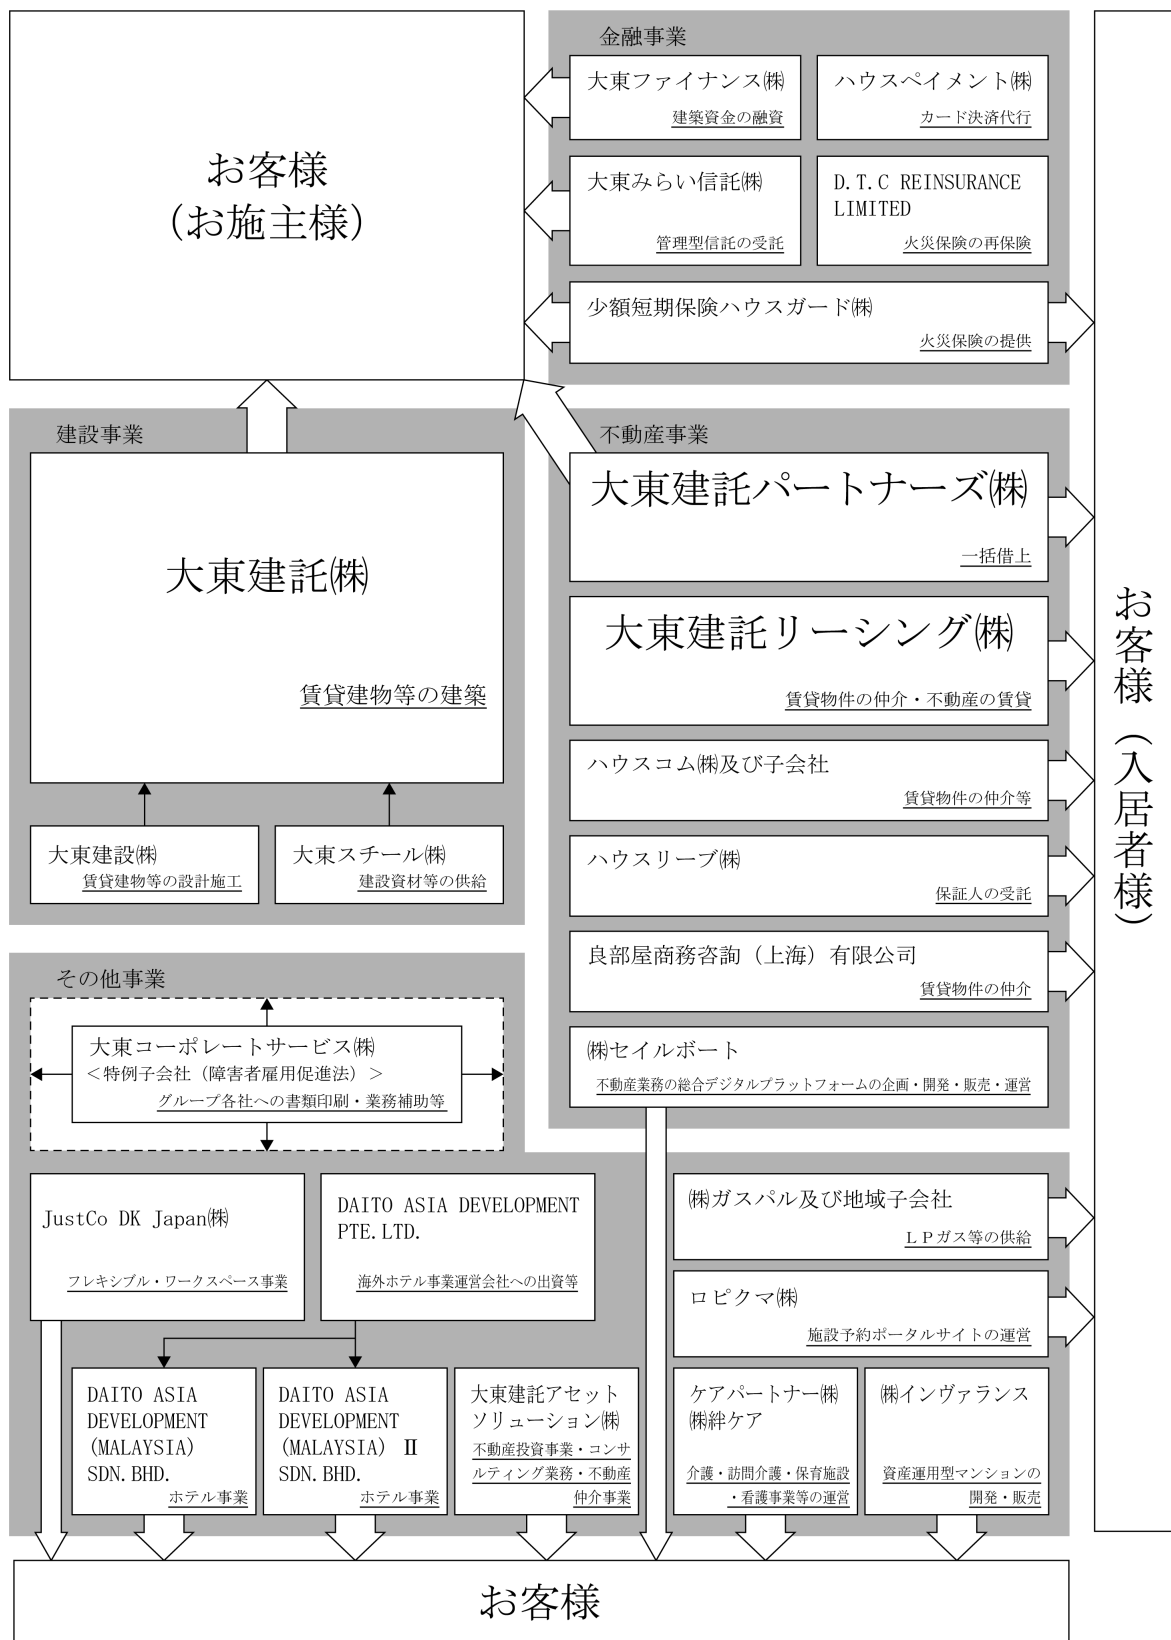 お客様
(お施主様)
金融事業
大東ファイナンス㈱
建築資金の融資
ハウスペイメント㈱
カード決済代行
大東みらい信託㈱
管理型信託の受託
D.T.C REINSURANCE
LIMITED
火災保険の再保険
少額短期保険ハウスガード㈱
火災保険の提供
建設事業
大東建託㈱
賃貸建物等の建築
大東建設㈱
賃貸建物等の設計施工
大東スチール㈱
建設資材等の供給
不動産事業
大東建託パートナーズ㈱
一括借上
大東建託リーシング㈱
賃貸物件の仲介・不動産の賃貸
ハウスコム㈱及び子会社
賃貸物件の仲介等
ハウスリーブ㈱
保証人の受託
良部屋商務咨詢（上海）有限公司
賃貸物件の仲介
㈱セイルボート
不動産業務の総合デジタルプラットフォームの企画・開発・販売・運営
お客様（入居者様）
その他事業
大東コーポレートサービス㈱
＜特例子会社（障害者雇用促進法）＞
グループ各社への書類印刷・業務補助等
JustCo DK Japan㈱
フレキシブル・ワークスペース事業
DAITO ASIA DEVELOPMENT
PTE.LTD.
海外ホテル事業運営会社への出資等
㈱ガスパル及び地域子会社
ＬＰガス等の供給
ロピクマ㈱
施設予約ポータルサイトの運営
DAITO ASIA
DEVELOPMENT
(MALAYSIA)
SDN.BHD.
ホテル事業
DAITO ASIA
DEVELOPMENT
(MALAYSIA) Ⅱ
SDN.BHD.
ホテル事業
大東建託アセット
ソリューション㈱
不動産投資事業・コンサ
ルティング業務・不動産
仲介事業
ケアパートナー㈱
㈱絆ケア
介護・訪問介護・保育施設
・看護事業等の運営
㈱インヴァランス
資産運用型マンションの
開発・販売
お客様